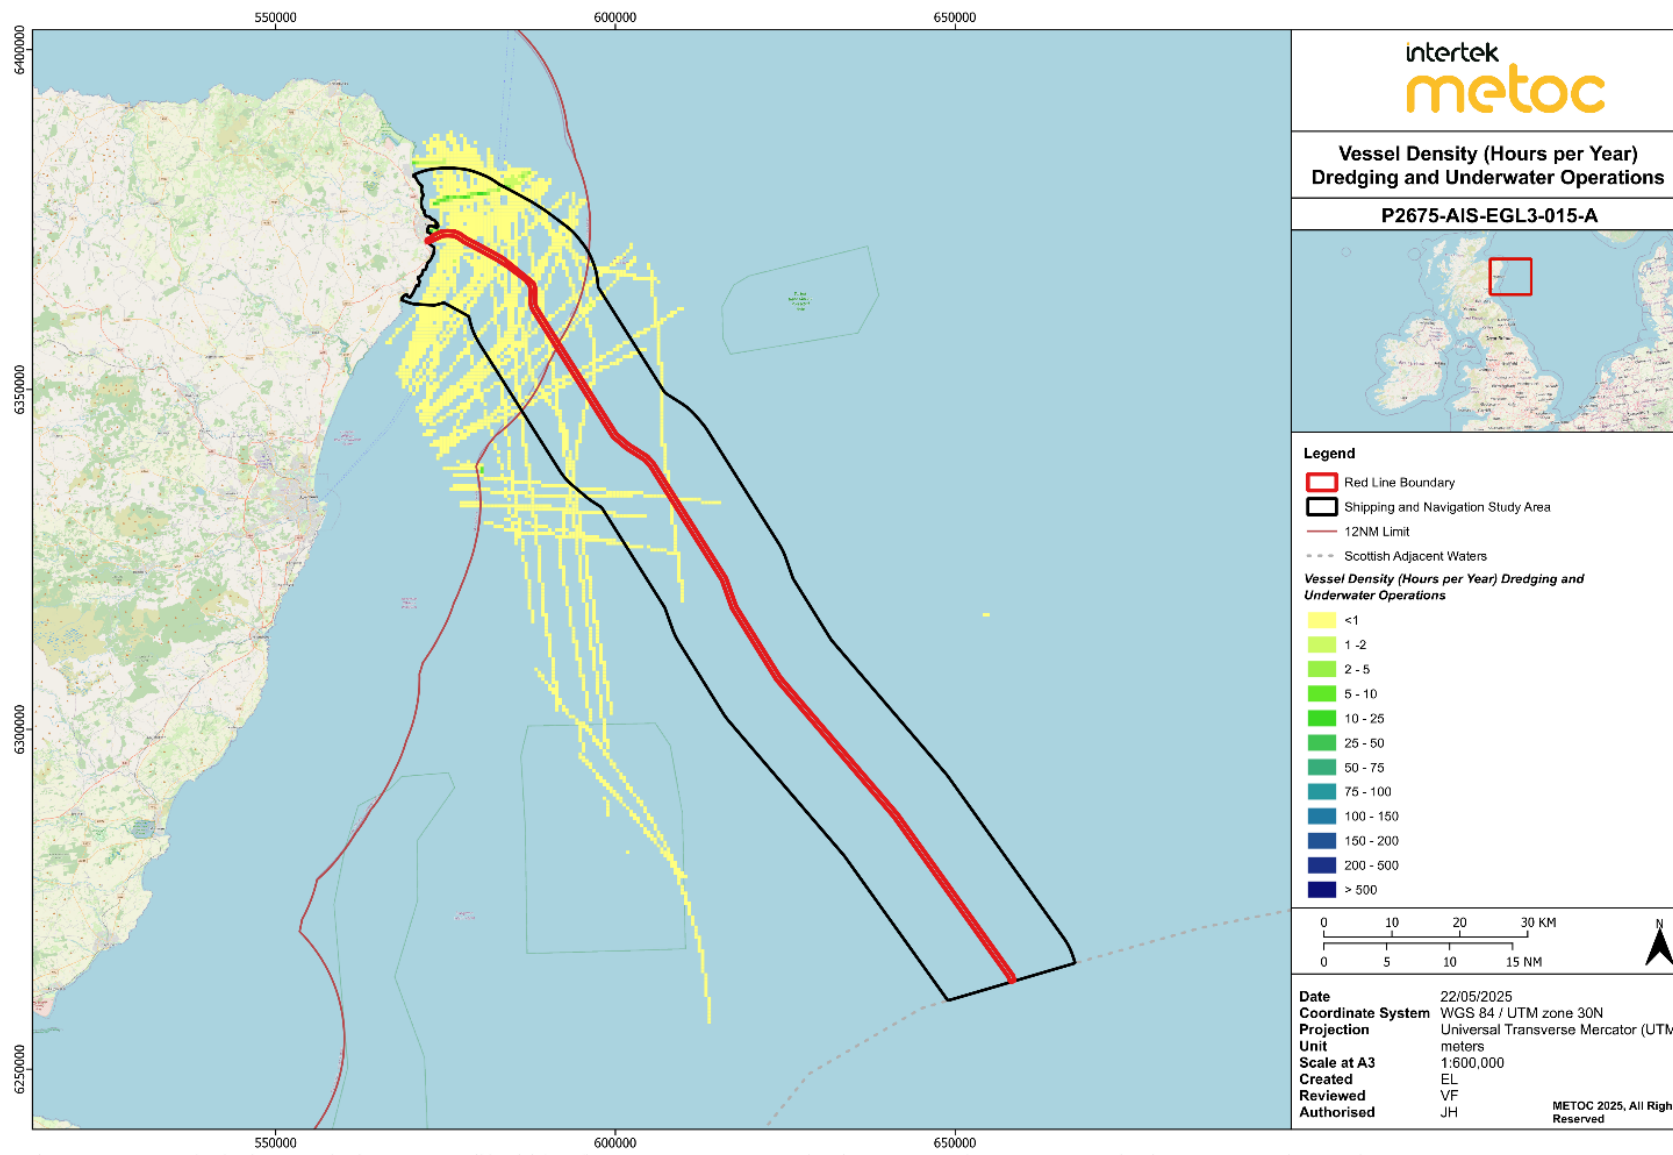 550000
600000
650000
6400000
6350000
6300000
6250000
550000
600000
650000
intertek
metoc
Vessel Density (Hours per Year)
Dredging and Underwater Operations
P2675-AIS-EGL3-015-A
Legend
Red Line Boundary
Shipping and Navigation Study Area
12NM Limit
Scottish Adjacent Waters
Vessel Density (Hours per Year) Dredging and
Underwater Operations
<1
1 -2
2 - 5
5 - 10
10 - 25
25 - 50
50 - 75
75 - 100
100 - 150
150 - 200
200 - 500
> 500
0 10 20 30 KM
0 5 10 15 NM
N
Date 22/05/2025
Coordinate System WGS 84 / UTM zone 30N
Projection Universal Transverse Mercator (UTM
Unit meters
Scale at A3 1:600,000
Created EL
Reviewed VF
Authorised JH
METOC 2025, All Righ
Reserved